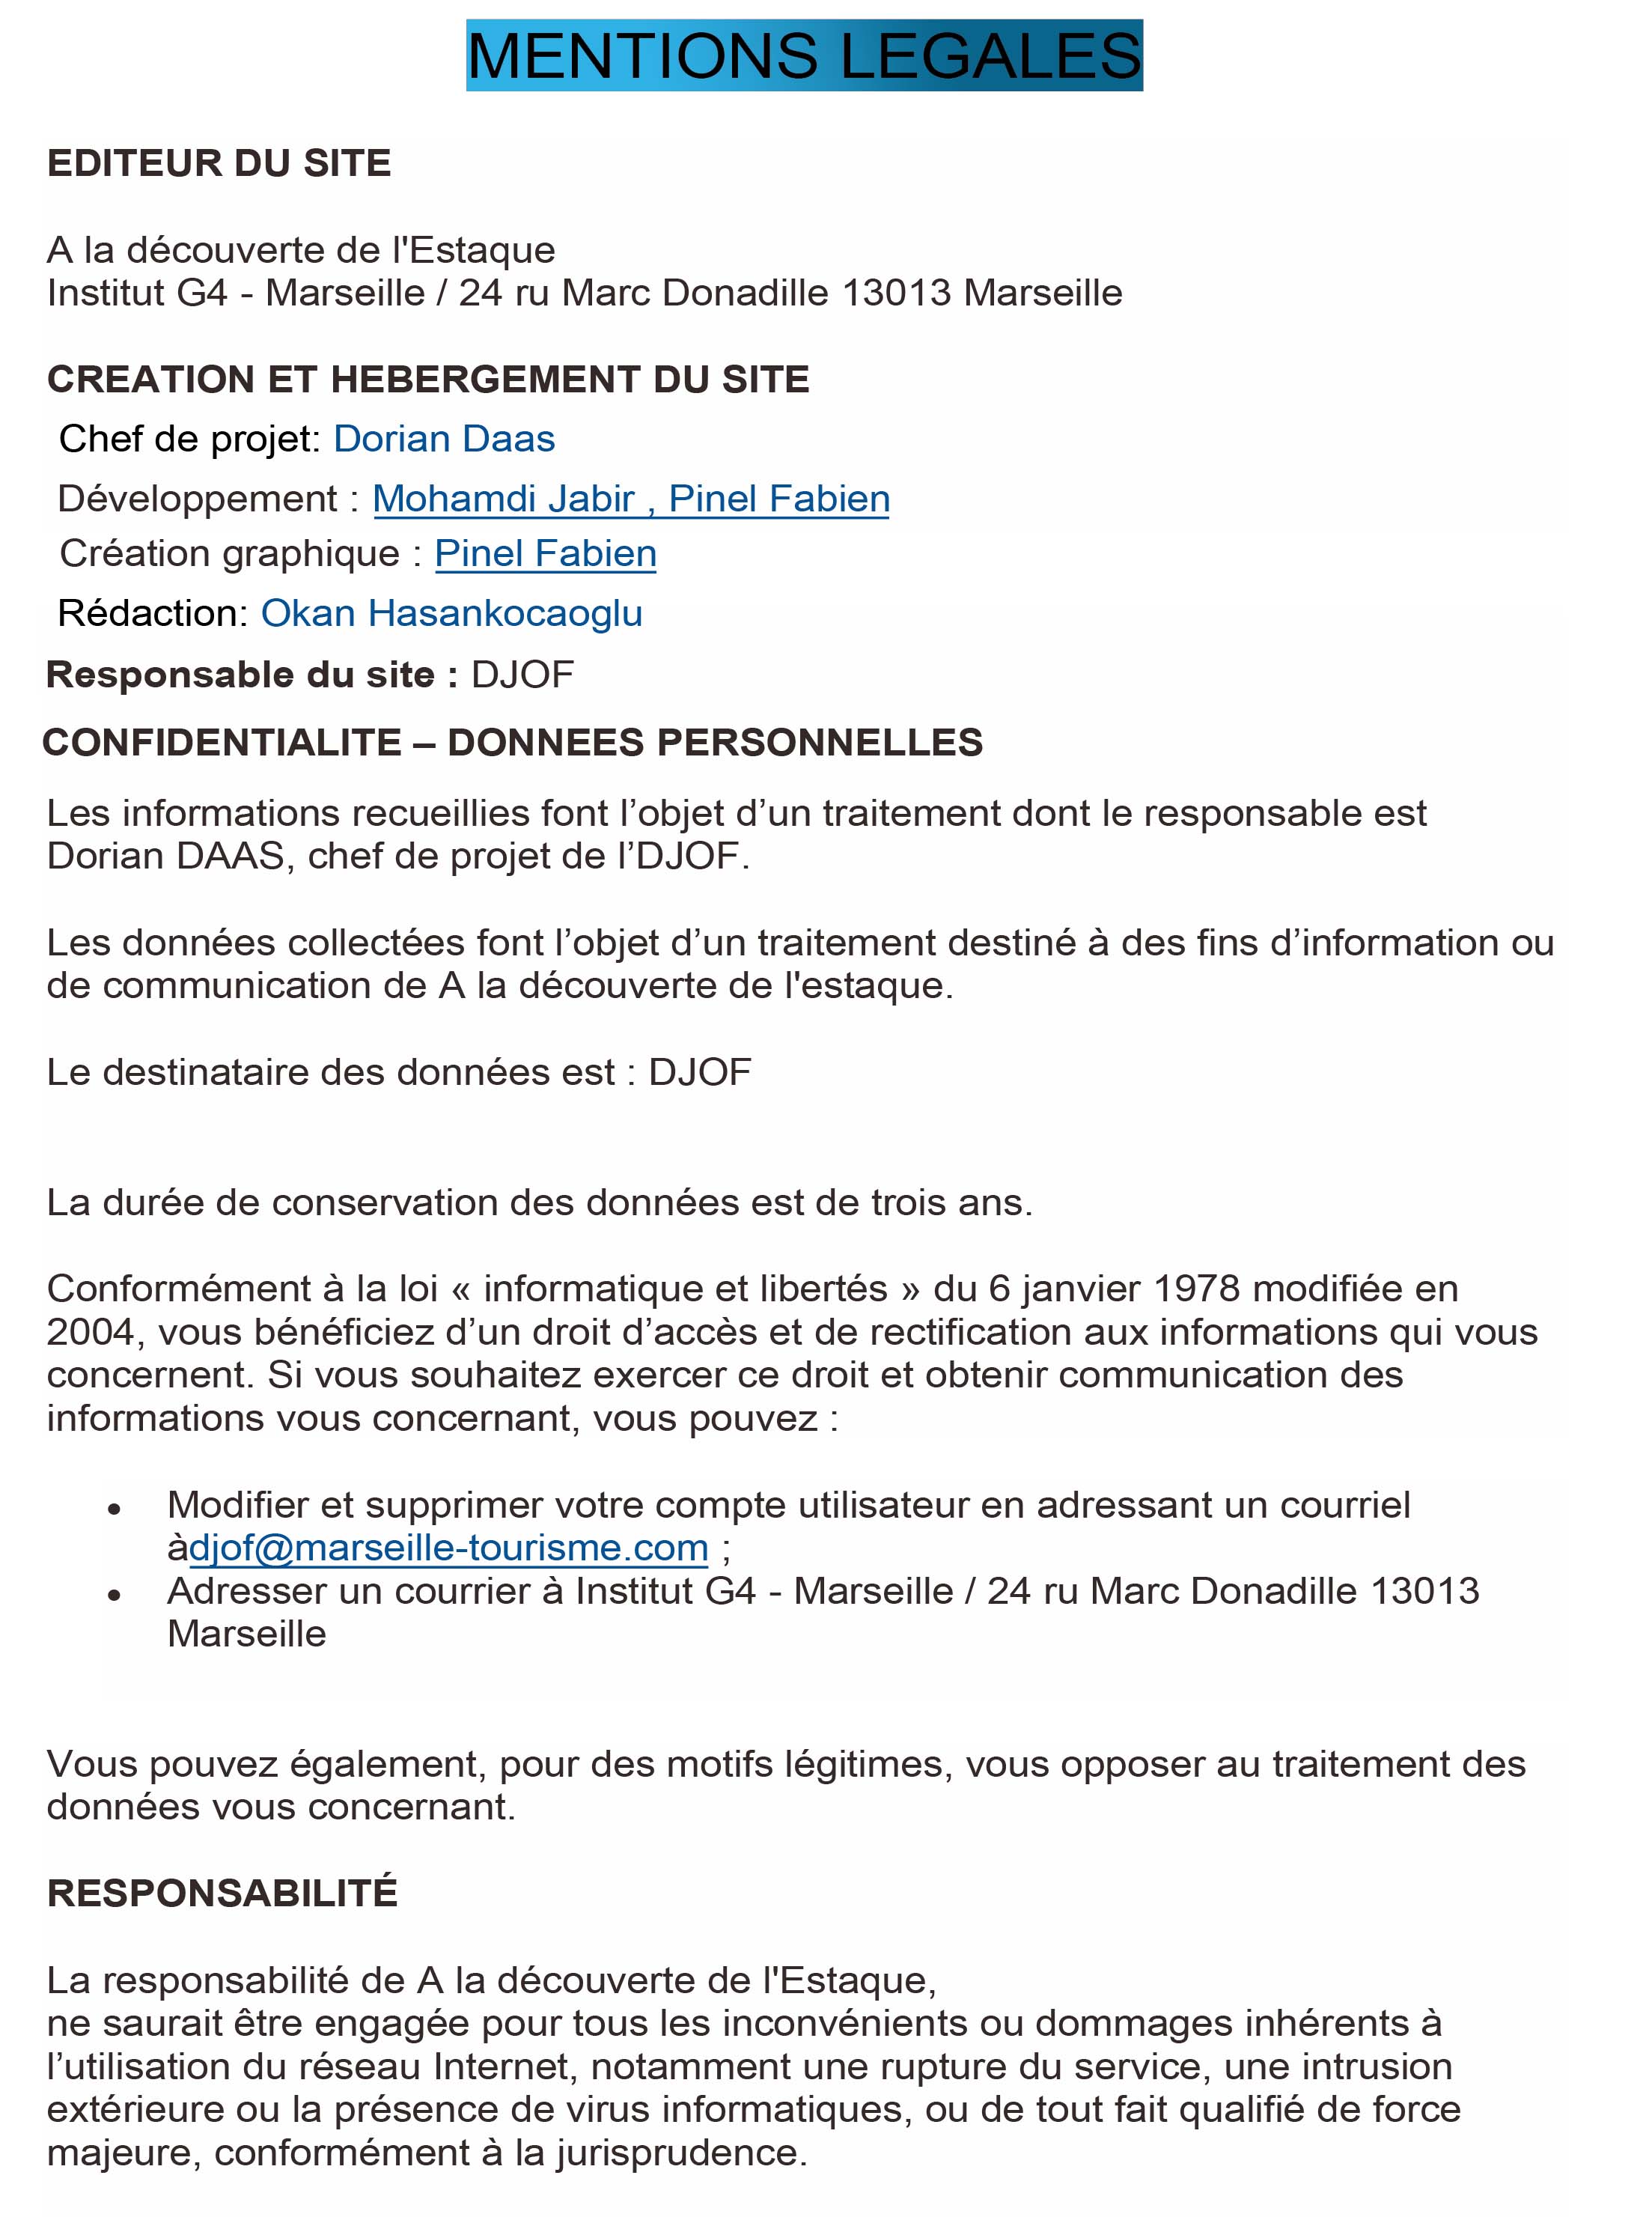 MENTIONS LEGALES
EDITEUR DU SITE
A la découverte de l'Estaque
Institut G4 - Marseille / 24 ru Marc Donadille 13013 Marseille
CREATION ET HEBERGEMENT DU SITE
Chef de projet: Dorian Daas
Développement : Mohamdi Jabir , Pinel Fabien
Création graphique : Pinel Fabien
Rédaction: Okan Hasankocaoglu
Responsable du site : DJOF
CONFIDENTIALITE – DONNEES PERSONNELLES
Les informations recueillies font l’objet d’un traitement dont le responsable est
Dorian DAAS, chef de projet de l’DJOF.
Les données collectées font l’objet d’un traitement destiné à des fins d’information ou
de communication de A la découverte de l'estaque.
Le destinataire des données est : DJOF
La durée de conservation des données est de trois ans.
Conformément à la loi « informatique et libertés » du 6 janvier 1978 modifiée en
2004, vous bénéficiez d’un droit d’accès et de rectification aux informations qui vous
concernent. Si vous souhaitez exercer ce droit et obtenir communication des
informations vous concernant, vous pouvez :
• Modifier et supprimer votre compte utilisateur en adressant un courriel
àdjof@marseille-tourisme.com ;
• Adresser un courrier à Institut G4 - Marseille / 24 ru Marc Donadille 13013
Marseille
Vous pouvez également, pour des motifs légitimes, vous opposer au traitement des
données vous concernant.
RESPONSABILITÉ
La responsabilité de A la découverte de l'Estaque,
ne saurait être engagée pour tous les inconvénients ou dommages inhérents à
l’utilisation du réseau Internet, notamment une rupture du service, une intrusion
extérieure ou la présence de virus informatiques, ou de tout fait qualifié de force
majeure, conformément à la jurisprudence.